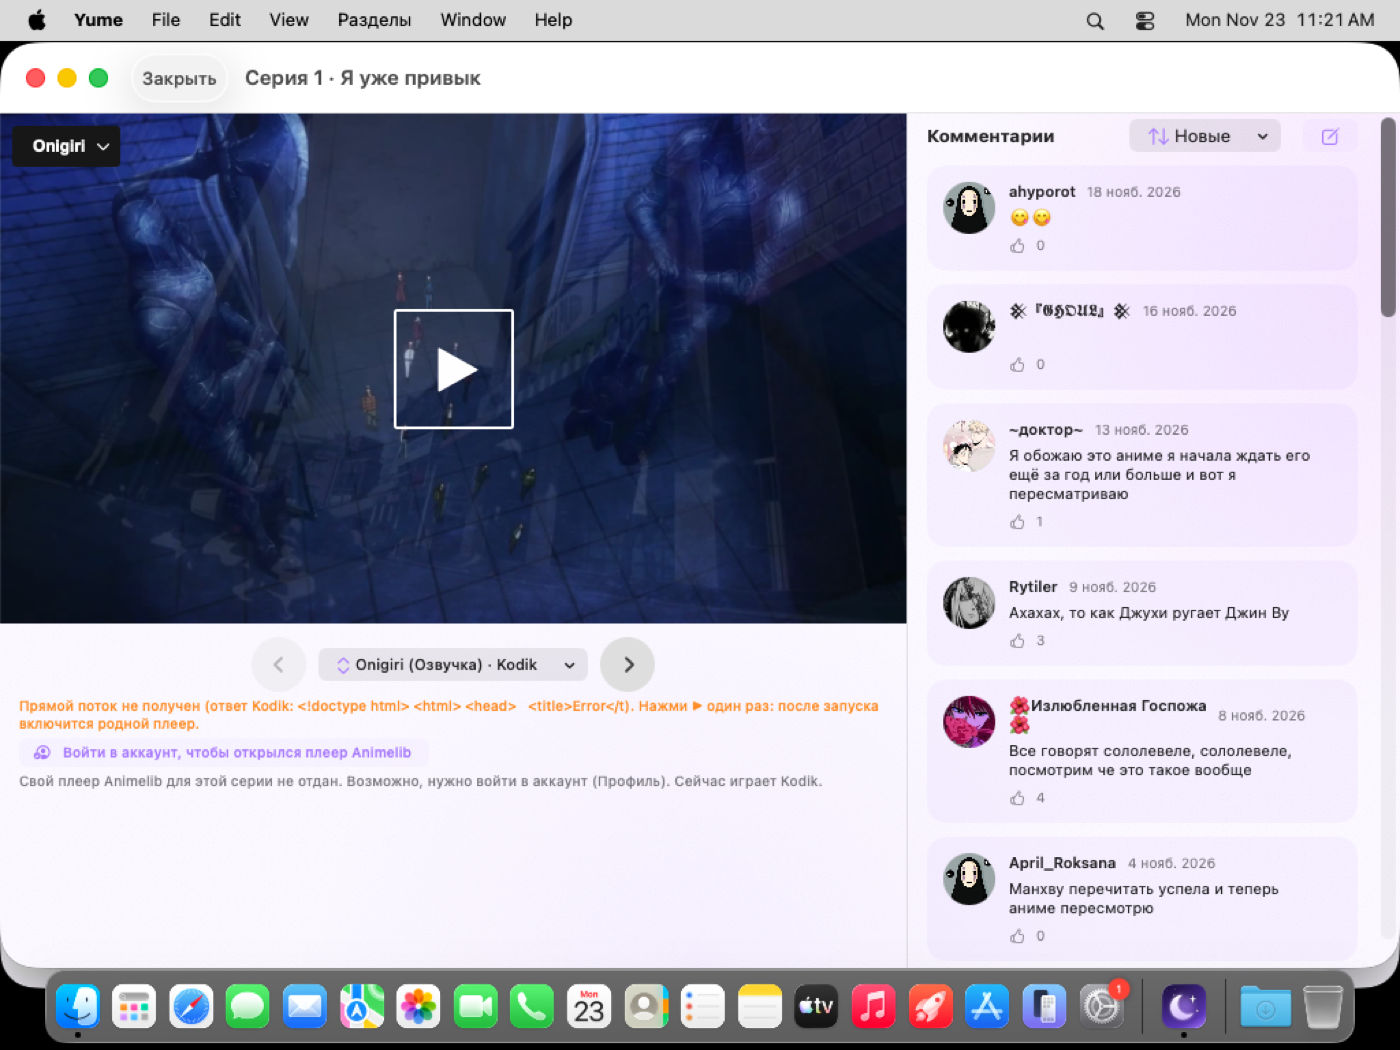 Yume File Edit View Разделы Window Help Mon Nov 23 11:21 AM
Закрыть Серия 1 · Я уже привык
Onigiri
Onigiri (Озвучка) · Kodik
Прямой поток не получен (ответ Kodik: <!doctype html> <html> <head> <title>Error</t). Нажми ▶ один раз: после запуска
включится родной плеер.
Войти в аккаунт, чтобы открылся плеер Animelib
Свой плеер Animelib для этой серии не отдан. Возможно, нужно войти в аккаунт (Профиль). Сейчас играет Kodik.
Комментарии Новые
ahyporot 18 нояб. 2026
😋😋
0
『𝕲𝕳𝕺𝖀𝕷』 16 нояб. 2026
0
~доктор~ 13 нояб. 2026
Я обожаю это аниме я начала ждать его
ещё за год или больше и вот я
пересматриваю
1
Rytiler 9 нояб. 2026
Ахахах, то как Джухи ругает Джин Ву
3
🌺Излюбленная Госпожа
🌺 8 нояб. 2026
Все говорят сололевеле, сололевеле,
посмотрим че это такое вообще
4
April_Roksana 4 нояб. 2026
Манхву перечитать успела и теперь
аниме пересмотрю
0
Mon
23
tv
1